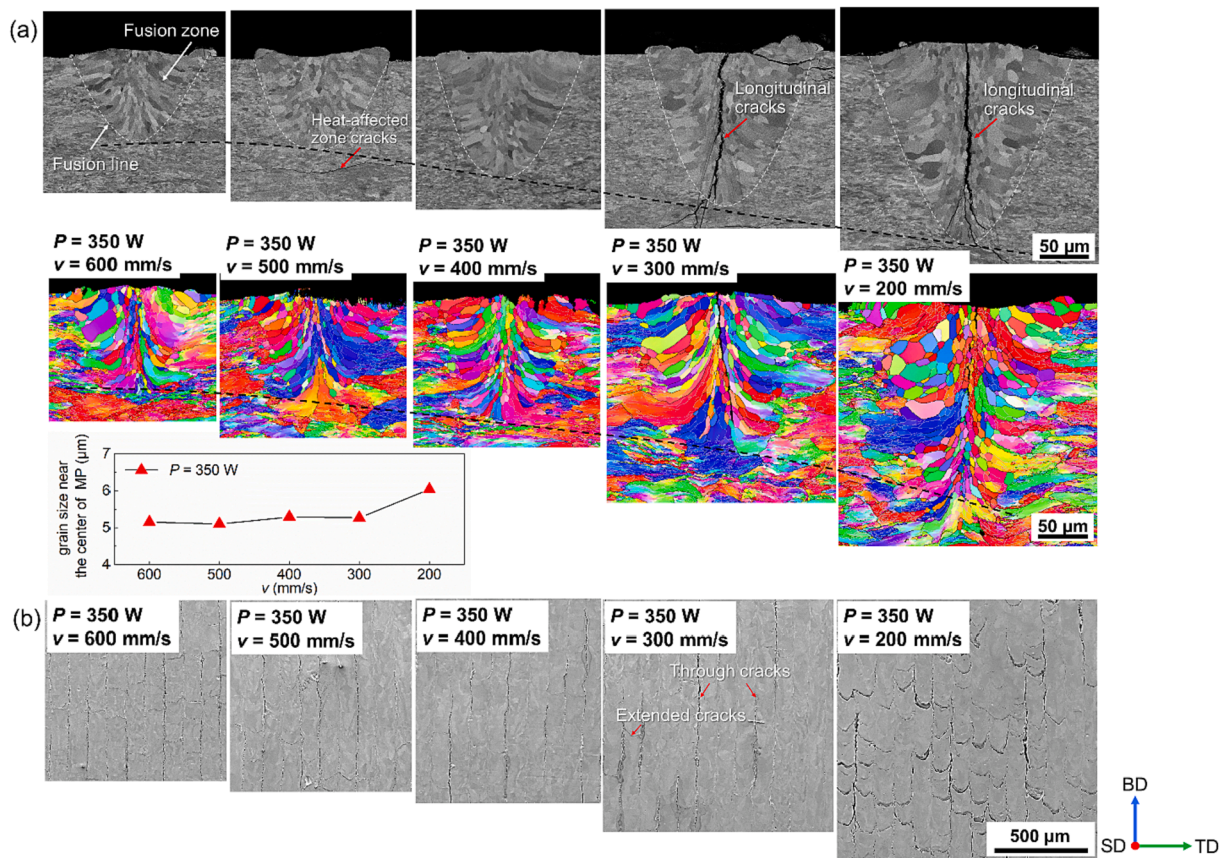 (a)
Fusion zone
Fusion line
Heat-affected
zone cracks
Longitudinal
cracks
longitudinal
cracks
50 μm
P = 350 W
v = 600 mm/s
P = 350 W
v = 500 mm/s
P = 350 W
v = 400 mm/s
P = 350 W
v = 300 mm/s
P = 350 W
v = 200 mm/s
50 μm
grain size near
the center of MP (μm)
7
6
5
4
P = 350 W
600
500
400
300
200
v (mm/s)
(b)
P = 350 W
v = 600 mm/s
P = 350 W
v = 500 mm/s
P = 350 W
v = 400 mm/s
P = 350 W
v = 300 mm/s
Through cracks
Extended cracks
P = 350 W
v = 200 mm/s
500 μm
BD
SD
TD